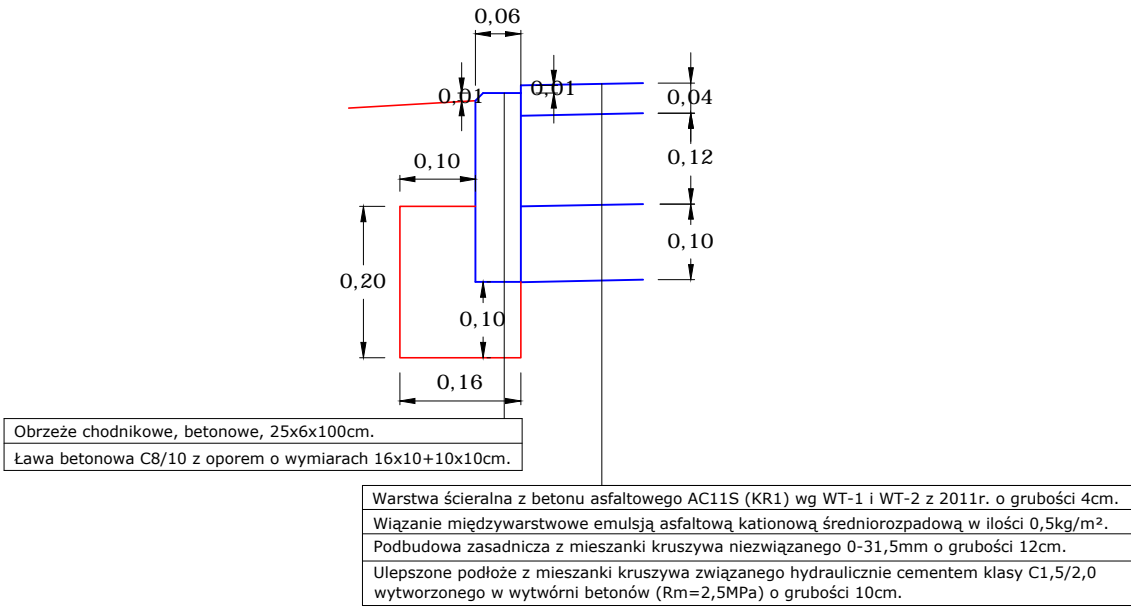 0,06
0,01
0,01
0,04
0,10
0,12
0,20
0,10
0,10
0,16
Obrzeże chodnikowe, betonowe, 25x6x100cm.
Ława betonowa C8/10 z oporem o wymiarach 16x10+10x10cm.
Warstwa ścieralna z betonu asfaltowego AC11S (KR1) wg WT-1 i WT-2 z 2011r. o grubości 4cm.
Wiązanie międzywarstwowe emulsją asfaltową kationową średniorozpadową w ilości 0,5kg/m².
Podbudowa zasadnicza z mieszanki kruszywa niezwiązanego 0-31,5mm o grubości 12cm.
Ulepszone podłoże z mieszanki kruszywa związanego hydraulicznie cementem klasy C1,5/2,0
wytworzonego w wytwórni betonów (Rm=2,5MPa) o grubości 10cm.